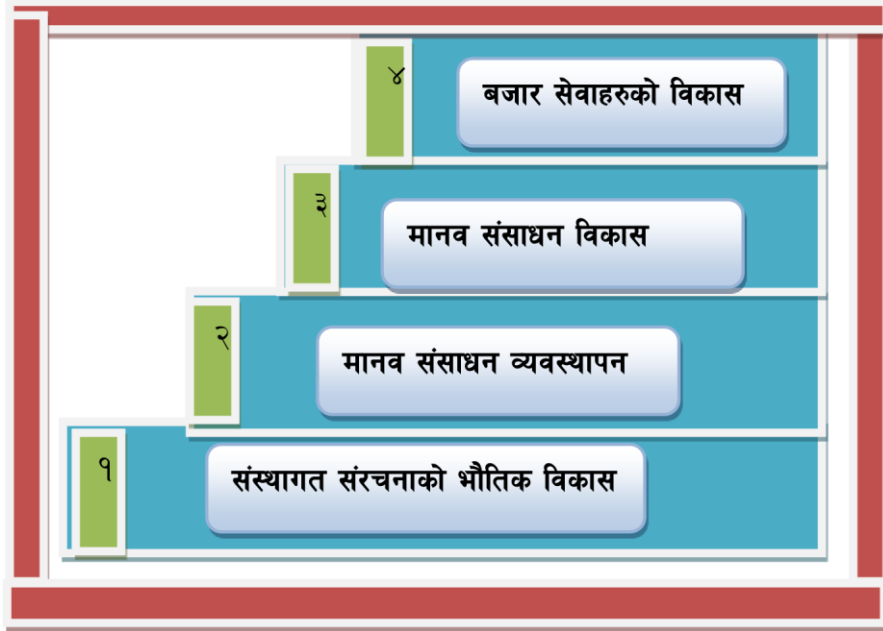 ४
बजार सेवाहरुको विकास
३
मानव संसाधन विकास
२
मानव संसाधन व्यवस्थापन
१
संस्थागत संरचनाको भौतिक विकास